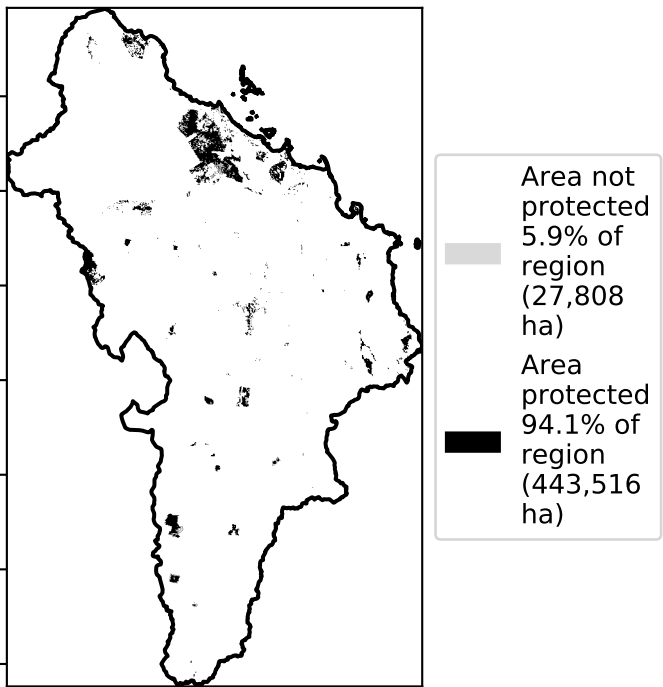 Area not
protected
5.9% of
region
(27,808
ha)
Area
protected
94.1% of
region
(443,516
ha)